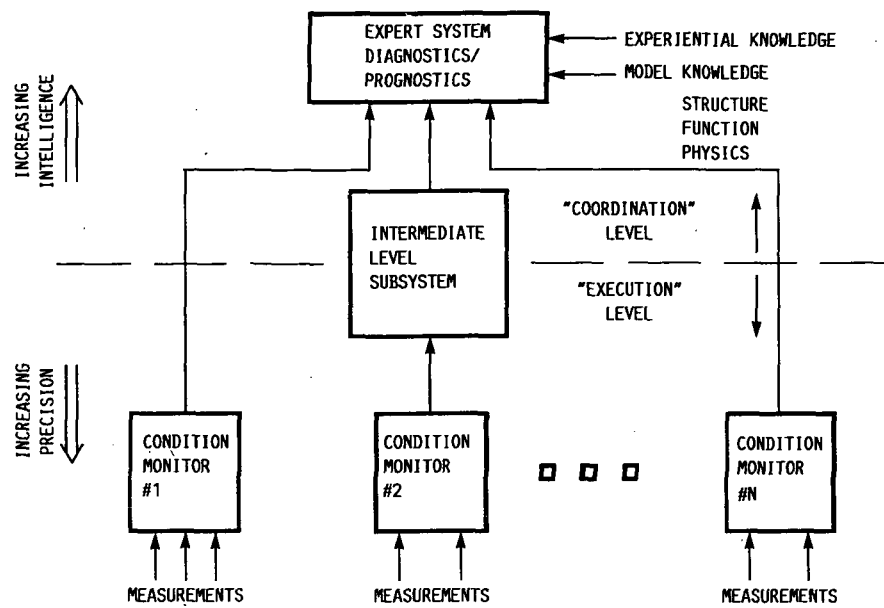 EXPERT SYSTEM
DIAGNOSTICS/
PROGNOSTICS
EXPERIENTIAL KNOWLEDGE
MODEL KNOWLEDGE
STRUCTURE
FUNCTION
PHYSICS
INCREASING
INTELLIGENCE
INTERMEDIATE
LEVEL
SUBSYSTEM
"COORDINATION"
LEVEL
"EXECUTION"
LEVEL
INCREASING
PRECISION
CONDITION
MONITOR
#1
CONDITION
MONITOR
#2
CONDITION
MONITOR
#N
MEASUREMENTS
MEASUREMENTS
MEASUREMENTS